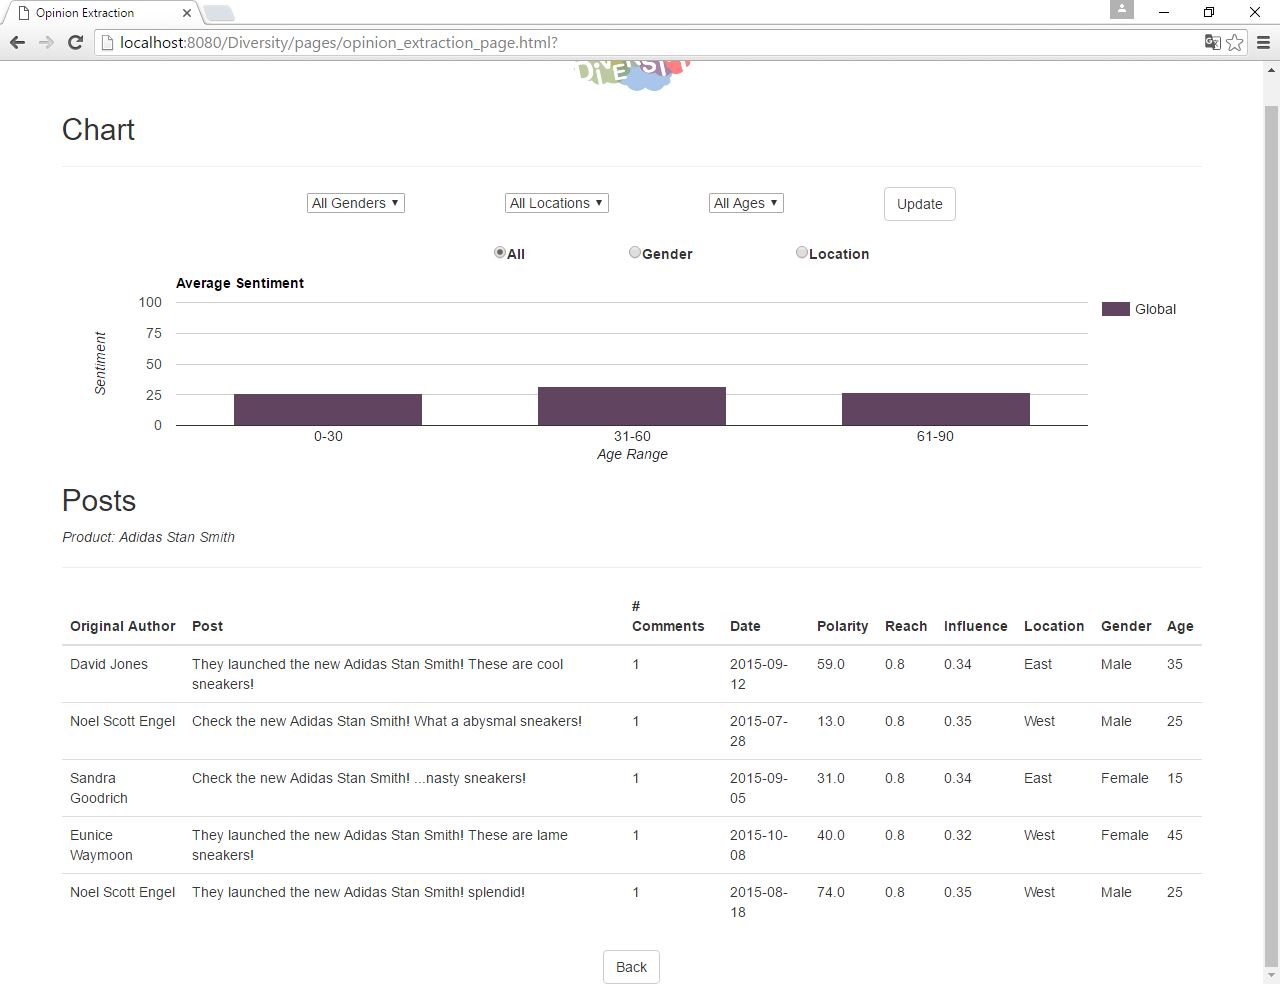 Opinion Extraction
localhost:8080/Diversity/pages/opinion_extraction_page.html?
DiVERSiTY
Chart
All Genders ▼ All Locations ▼ All Ages ▼ Update
All Gender Location
Average Sentiment
100
75
50
25
0
Sentiment
Global
0-30 31-60 61-90
Age Range
Posts
Product: Adidas Stan Smith
#
Original Author Post Comments Date Polarity Reach Influence Location Gender Age
David Jones They launched the new Adidas Stan Smith! These are cool 1 2015-09- 59.0 0.8 0.34 East Male 35
sneakers! 12
Noel Scott Engel Check the new Adidas Stan Smith! What a abysmal sneakers! 1 2015-07- 13.0 0.8 0.35 West Male 25
28
Sandra Check the new Adidas Stan Smith! ...nasty sneakers! 1 2015-09- 31.0 0.8 0.34 East Female 15
Goodrich 05
Eunice They launched the new Adidas Stan Smith! These are lame 1 2015-10- 40.0 0.8 0.32 West Female 45
Waymoon sneakers! 08
Noel Scott Engel They launched the new Adidas Stan Smith! splendid! 1 2015-08- 74.0 0.8 0.35 West Male 25
18
Back